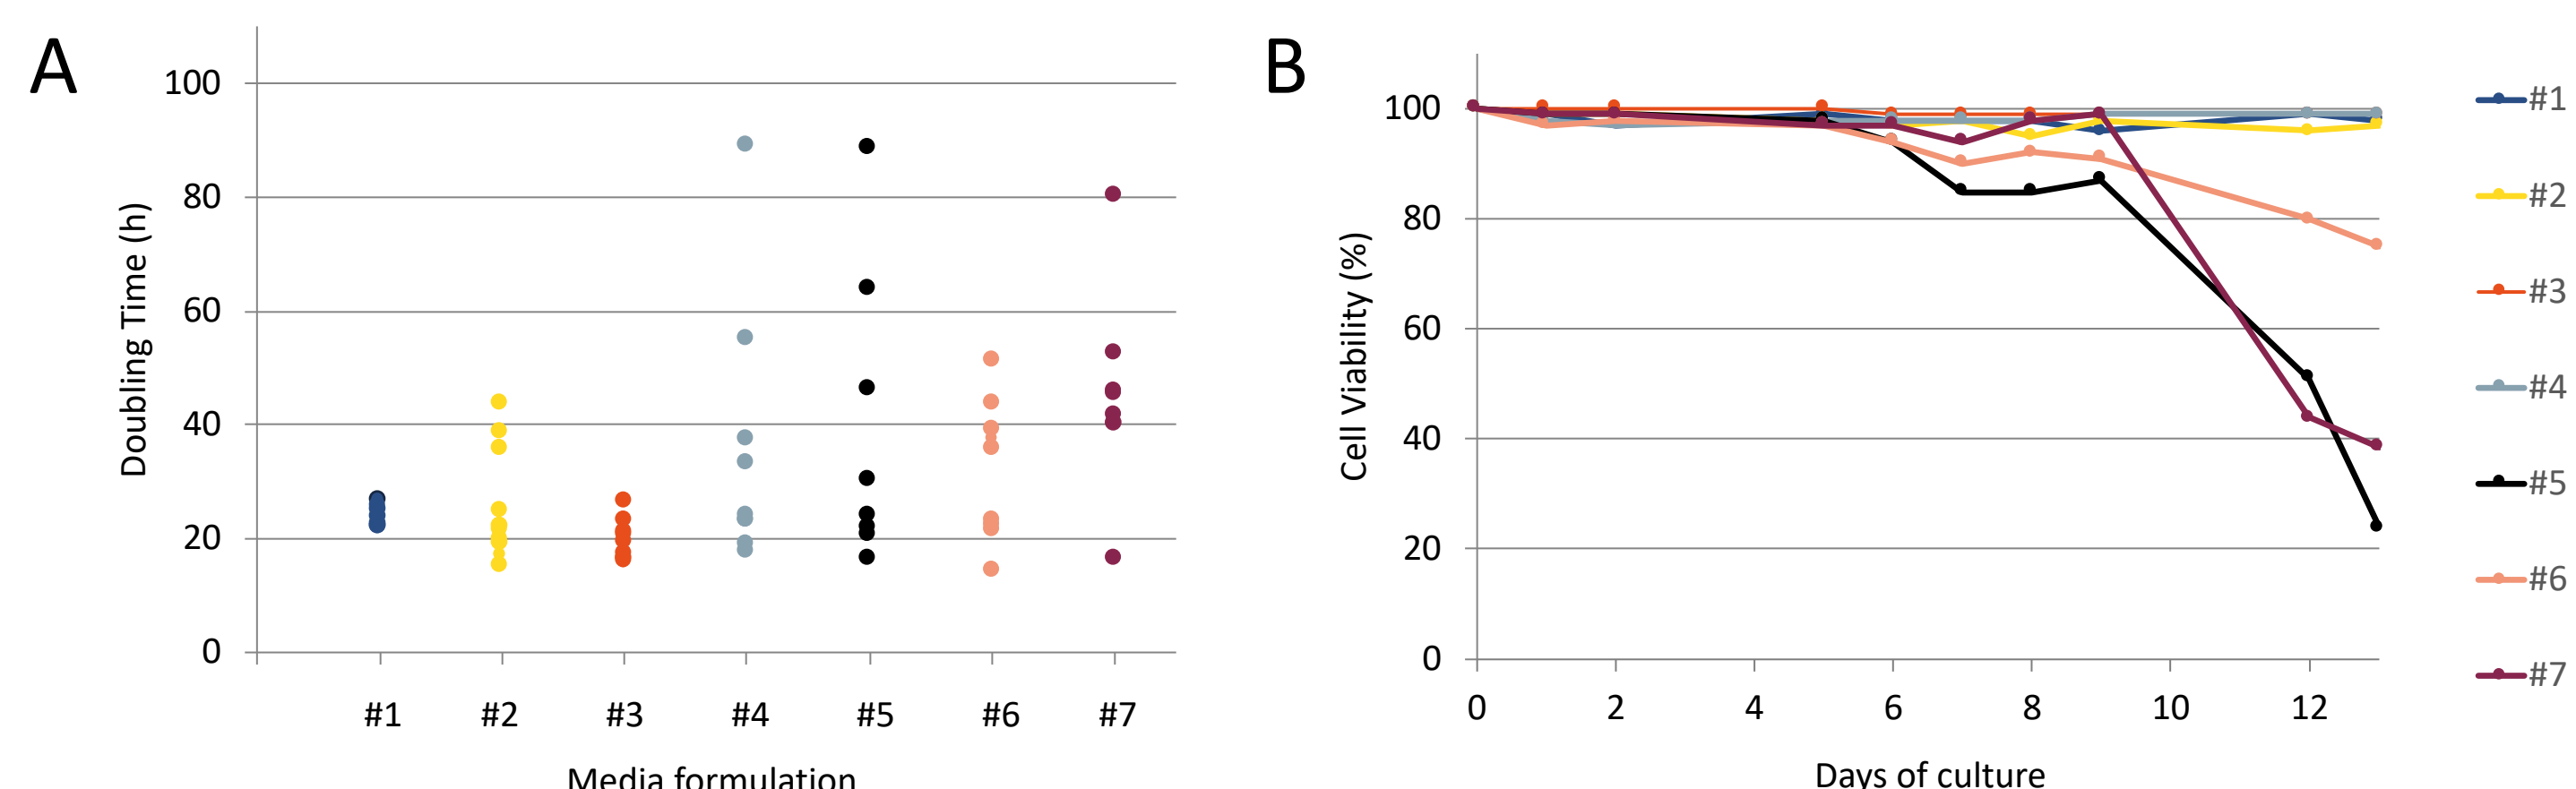 A
B
100
80
60
40
20
0
Doubling Time (h)
#1 #2 #3 #4 #5 #6 #7
Media formulation
100
80
60
40
20
0
Cell Viability (%)
0 2 4 6 8 10 12
Days of culture
#1
#2
#3
#4
#5
#6
#7